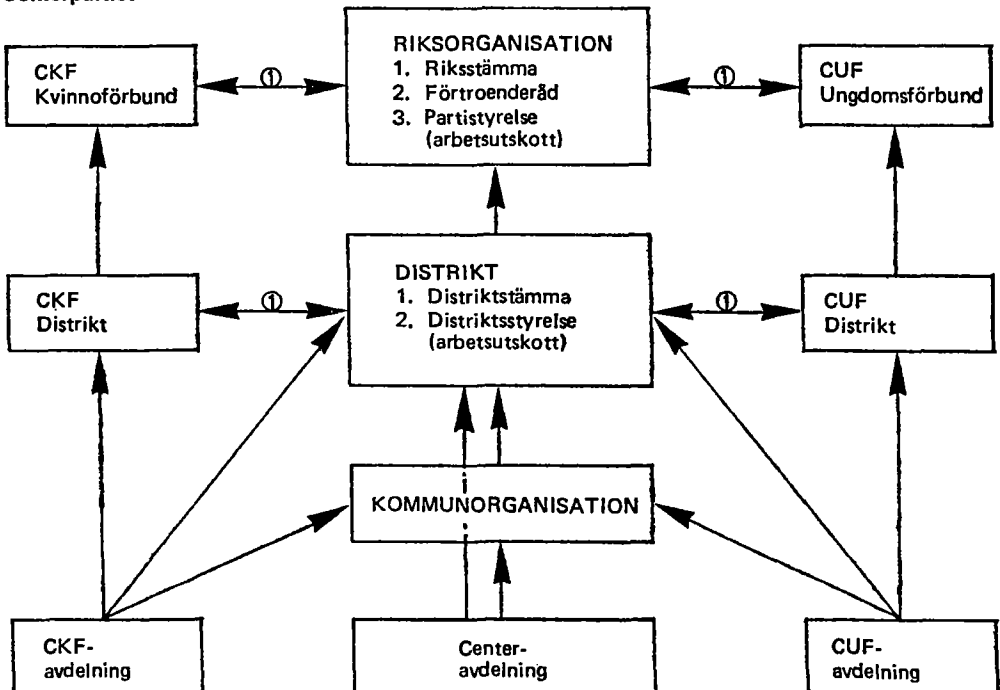 CKF
Kvinnoförbund
①
RIKSORGANISATION
1. Riksstämma
2. Förtroenderåd
3. Partistyrelse
(arbetsutskott)
①
CUF
Ungdomsförbund
CKF
Distrikt
①
DISTRIKT
1. Distriktstämma
2. Distriktsstyrelse
(arbetsutskott)
①
CUF
Distrikt
KOMMUNORGANISATION
CKF-
avdelning
Center-
avdelning
CUF-
avdelning